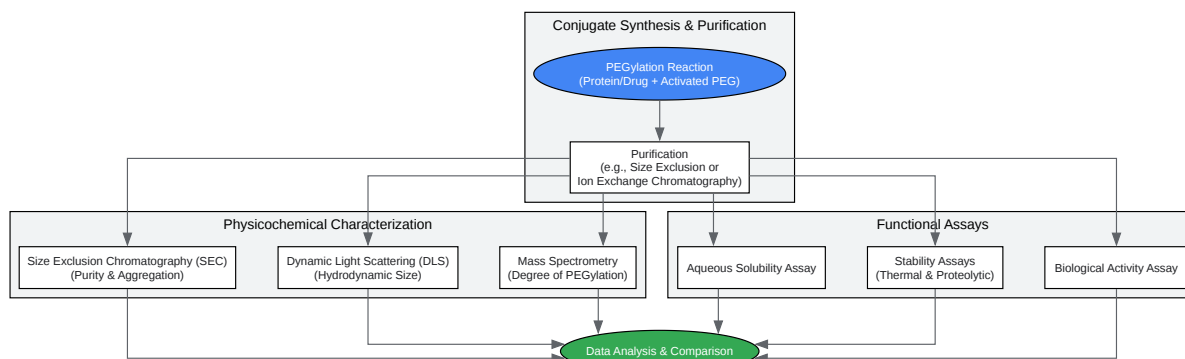 Conjugate Synthesis & Purification
PEGylation Reaction
(Protein/Drug + Activated PEG)
Purification
(e.g., Size Exclusion or
Ion Exchange Chromatography)
Physicochemical Characterization
Functional Assays
Size Exclusion Chromatography (SEC)
(Purity & Aggregation)
Dynamic Light Scattering (DLS)
(Hydrodynamic Size)
Mass Spectrometry
(Degree of PEGylation)
Aqueous Solubility Assay
Stability Assays
(Thermal & Proteolytic)
Biological Activity Assay
Data Analysis & Comparison